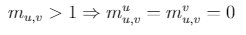 m_{u,v} > 1 ⇒ m^u_{u,v} = m^v_{u,v} = 0